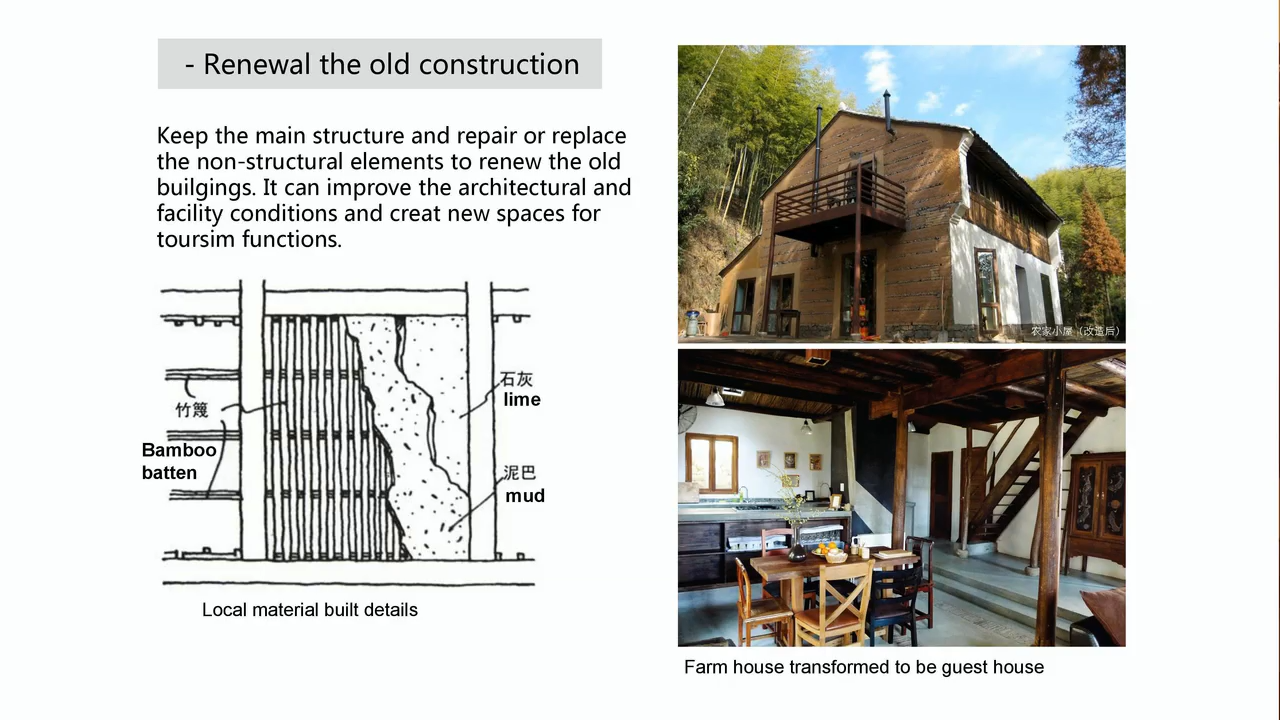 - Renewal the old construction
Keep the main structure and repair or replace
the non-structural elements to renew the old
builgings. It can improve the architectural and
facility conditions and creat new spaces for
toursim functions.
石灰
lime
竹篾
Bamboo
batten
泥巴
mud
Local material built details
农家小屋（改造后）
Farm house transformed to be guest house